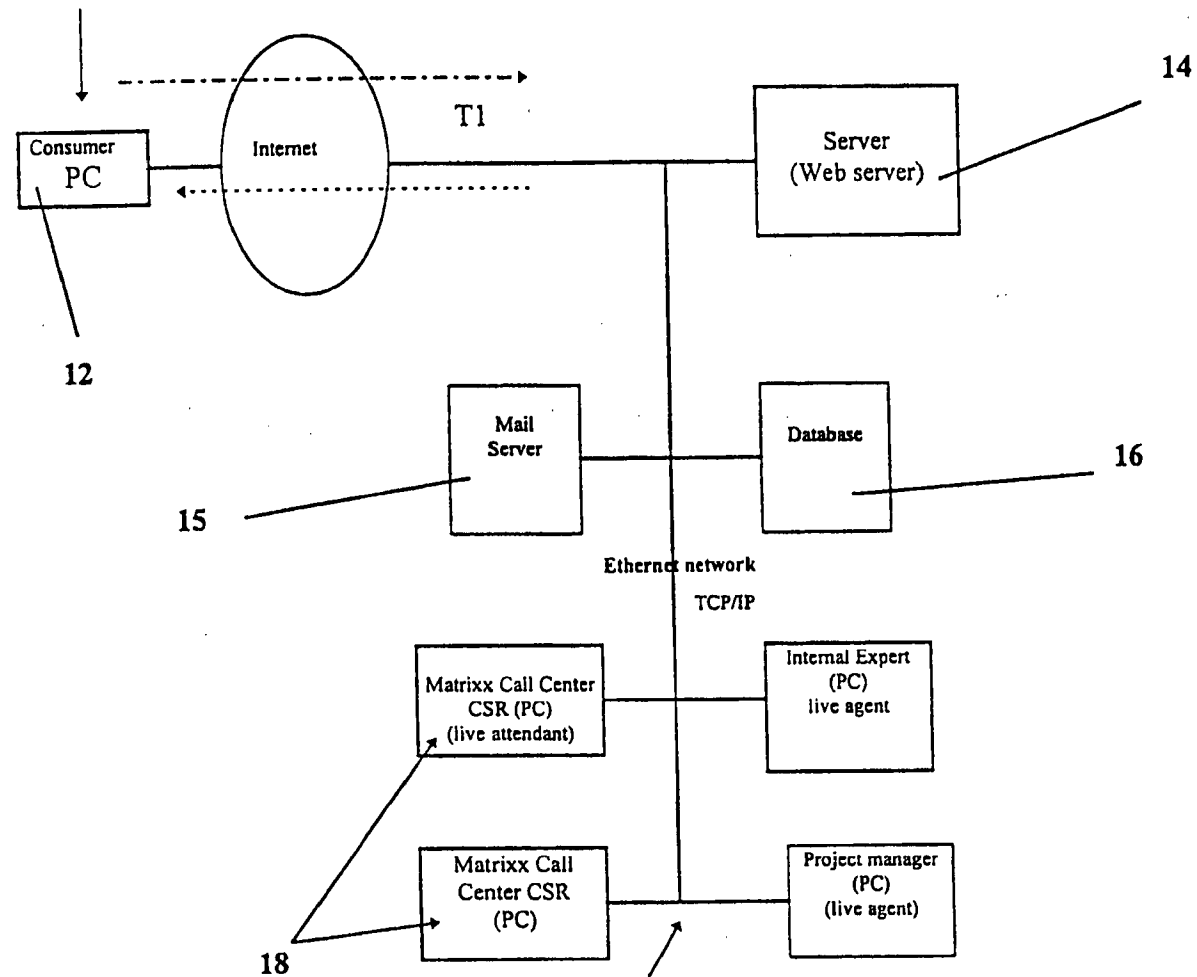 14
T1
Consumer
PC
Internet
Server
(Web server)
12
Mail
Server
Database
16
15
Ethernet network
TCP/IP
Matrixx Call Center
CSR (PC)
(live attendant)
Internal Expert
(PC)
live agent
Matrixx Call
Center CSR
(PC)
Project manager
(PC)
(live agent)
18